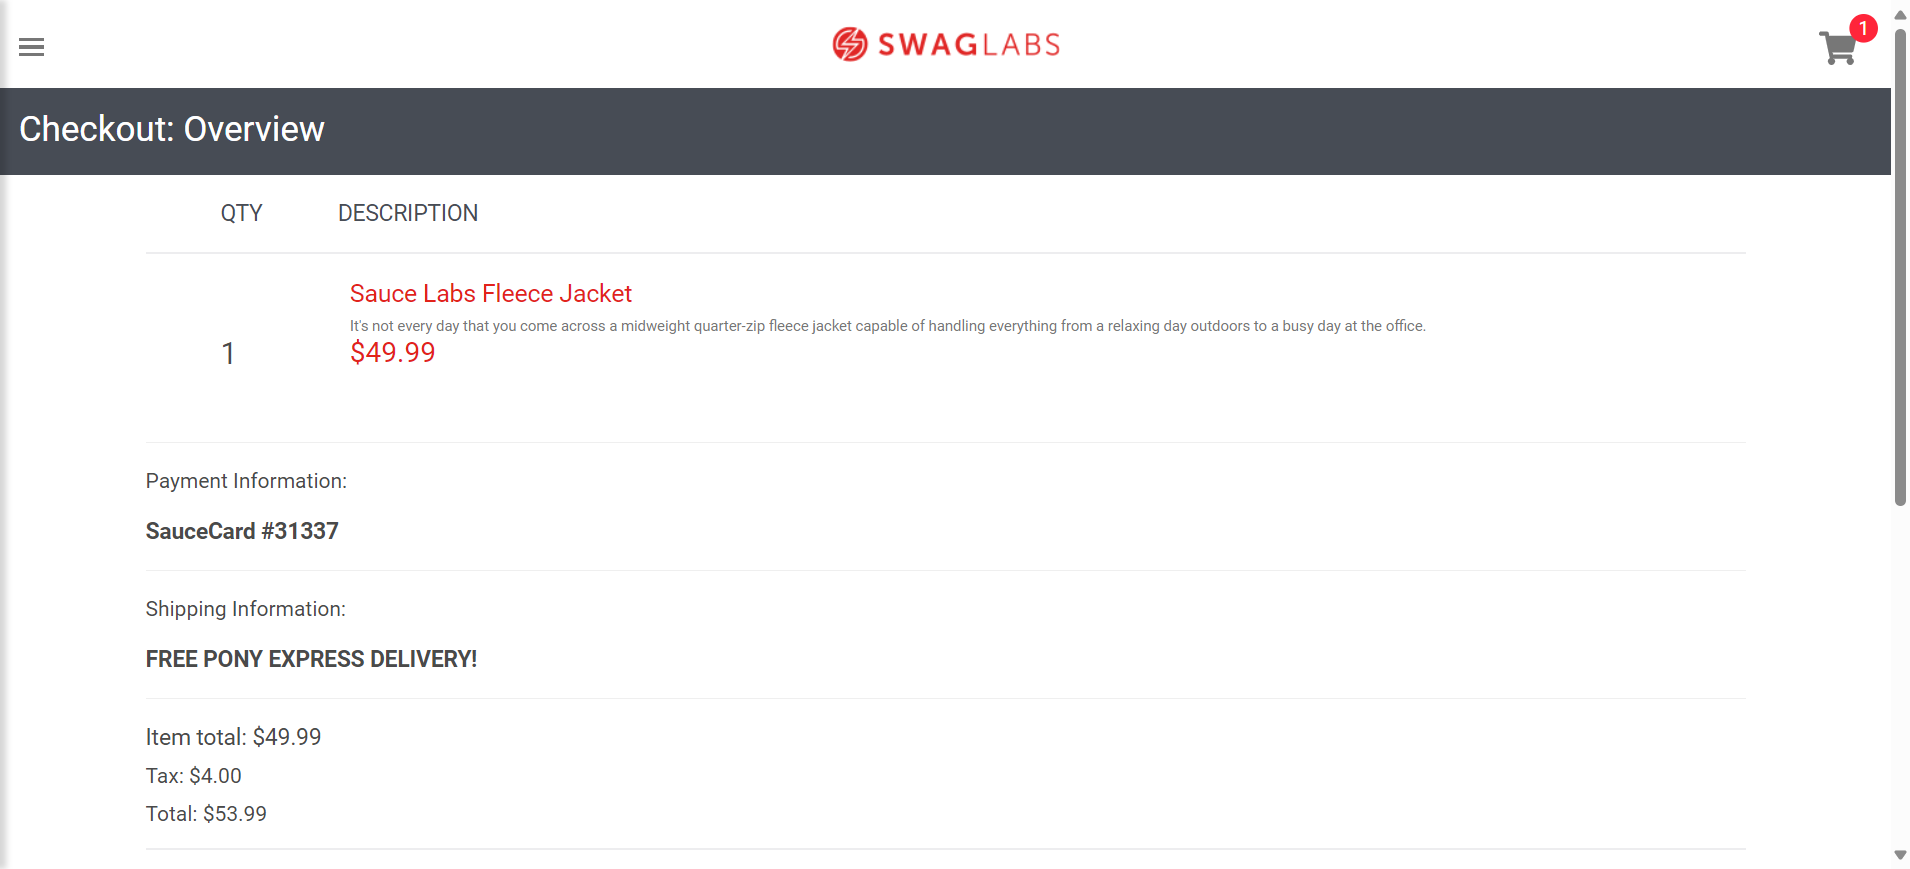 SWAGLABS
1
Checkout: Overview
QTY DESCRIPTION
Sauce Labs Fleece Jacket
It's not every day that you come across a midweight quarter-zip fleece jacket capable of handling everything from a relaxing day outdoors to a busy day at the office.
1
$49.99
Payment Information:
SauceCard #31337
Shipping Information:
FREE PONY EXPRESS DELIVERY!
Item total: $49.99
Tax: $4.00
Total: $53.99